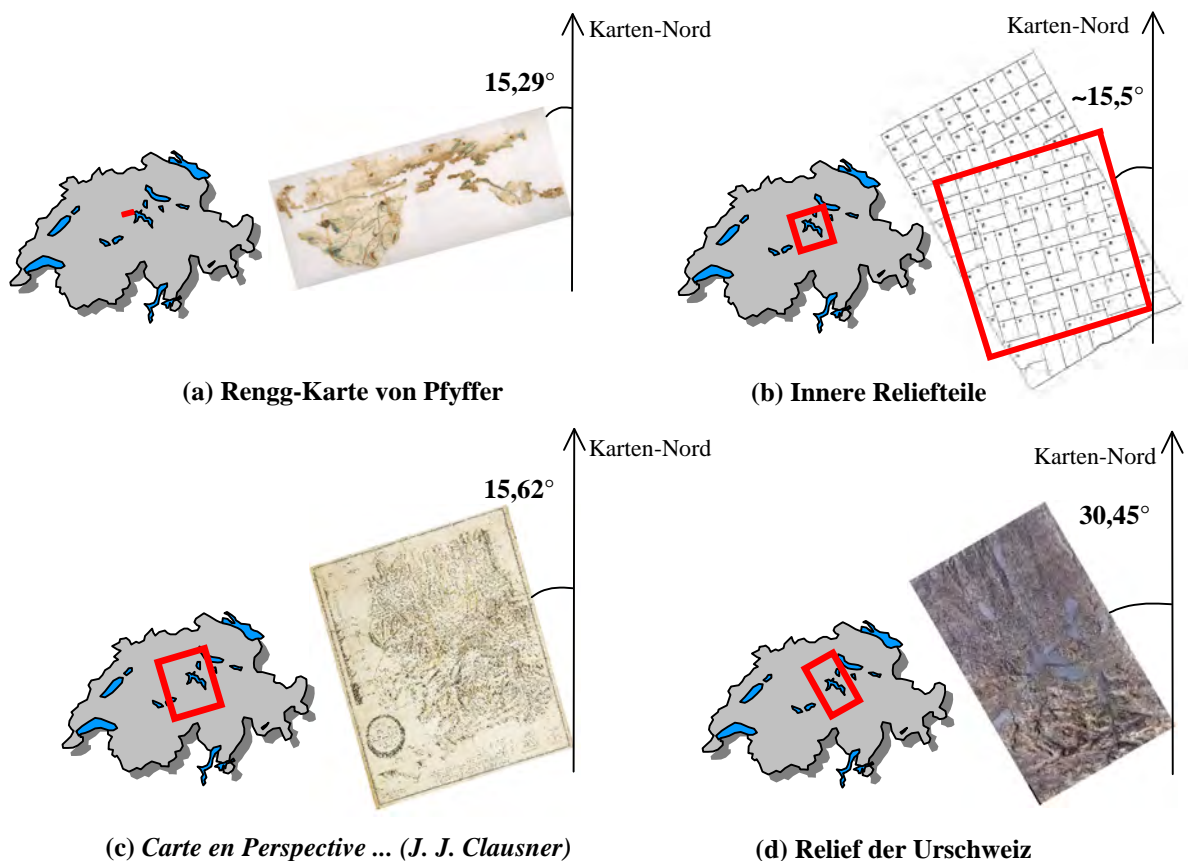 Karten-Nord
15,29°
(a) Rengg-Karte von Pfyffer
Karten-Nord
~15,5°
(b) Innere Reliefteile
Karten-Nord
15,62°
(c) Carte en Perspective ... (J. J. Clausner)
Karten-Nord
30,45°
(d) Relief der Urschweiz